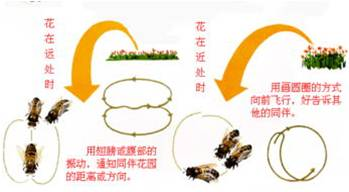 花在远处时
用翅膀或腹部的
振动、通知同伴花园
的距离或方向。
花在近处时
用画圆圈的方式
向前飞行，好告诉其
他的同伴。